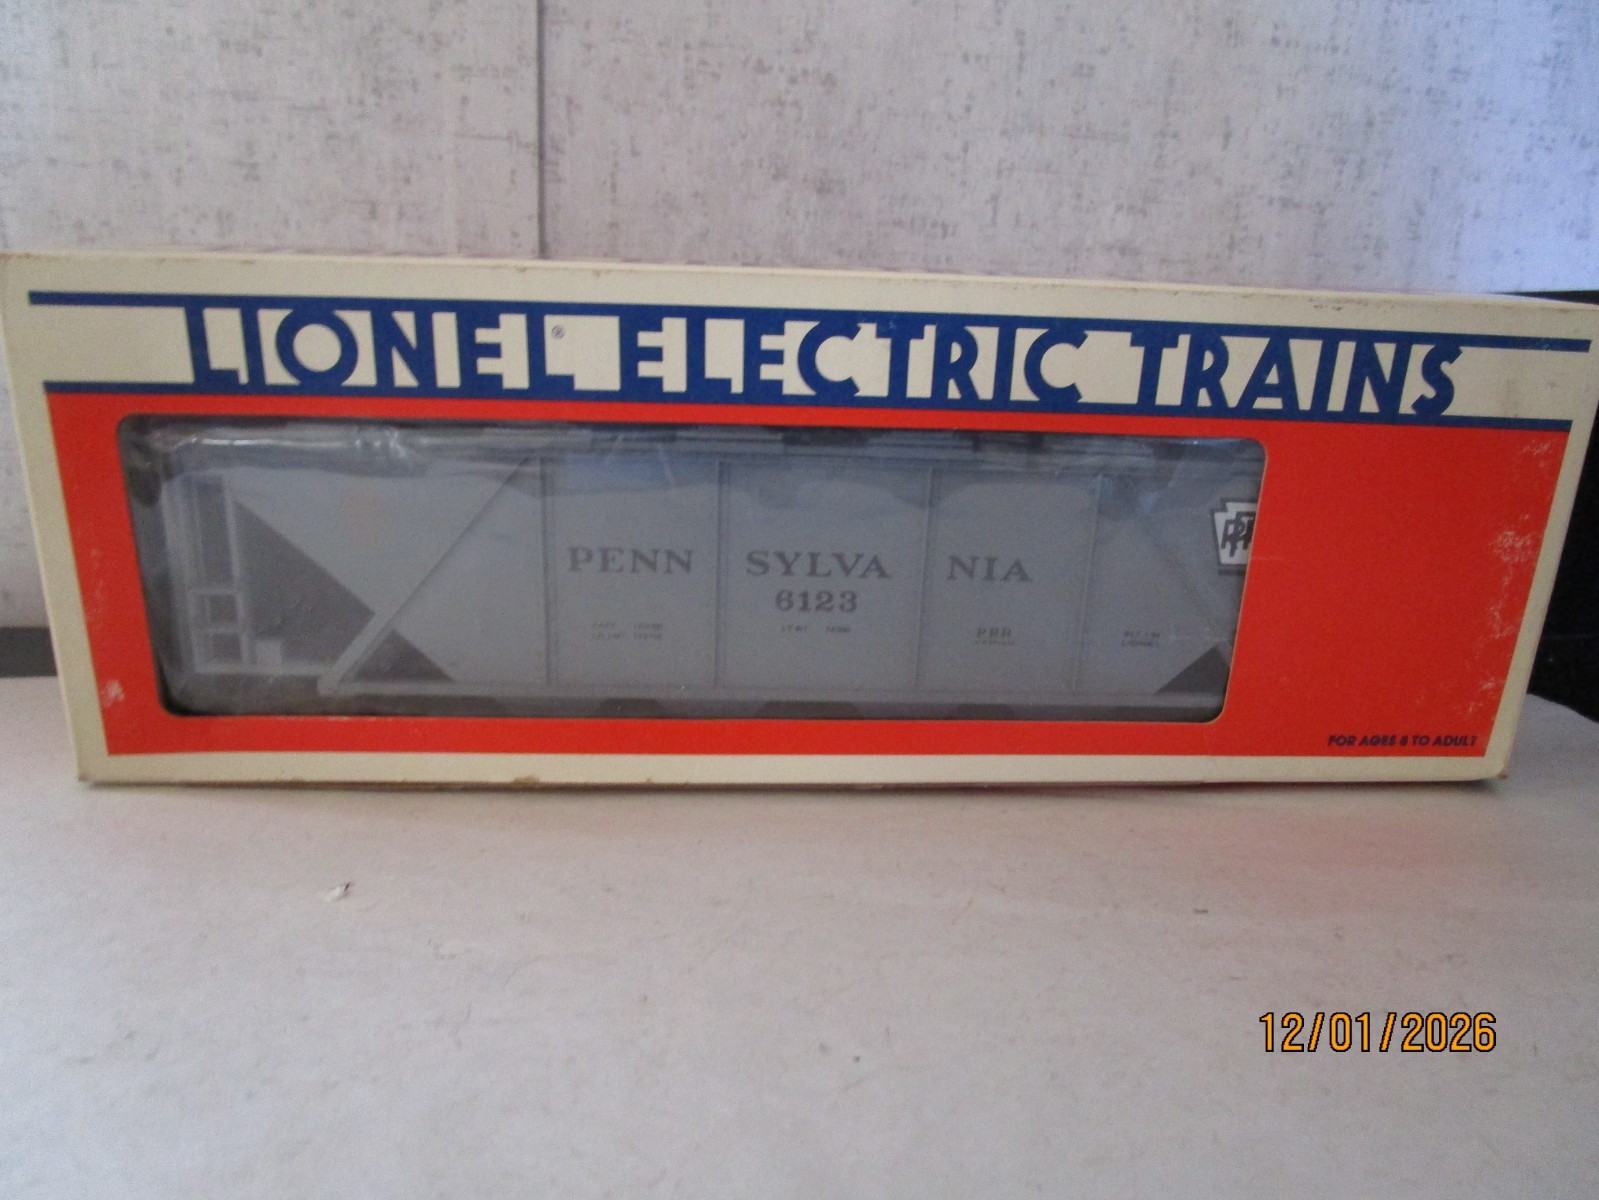 LIONEL® ELECTRIC TRAINS
PENN SYLVA NIA
6123
PRR
FOR AGES 8 TO ADULT
12/01/2026